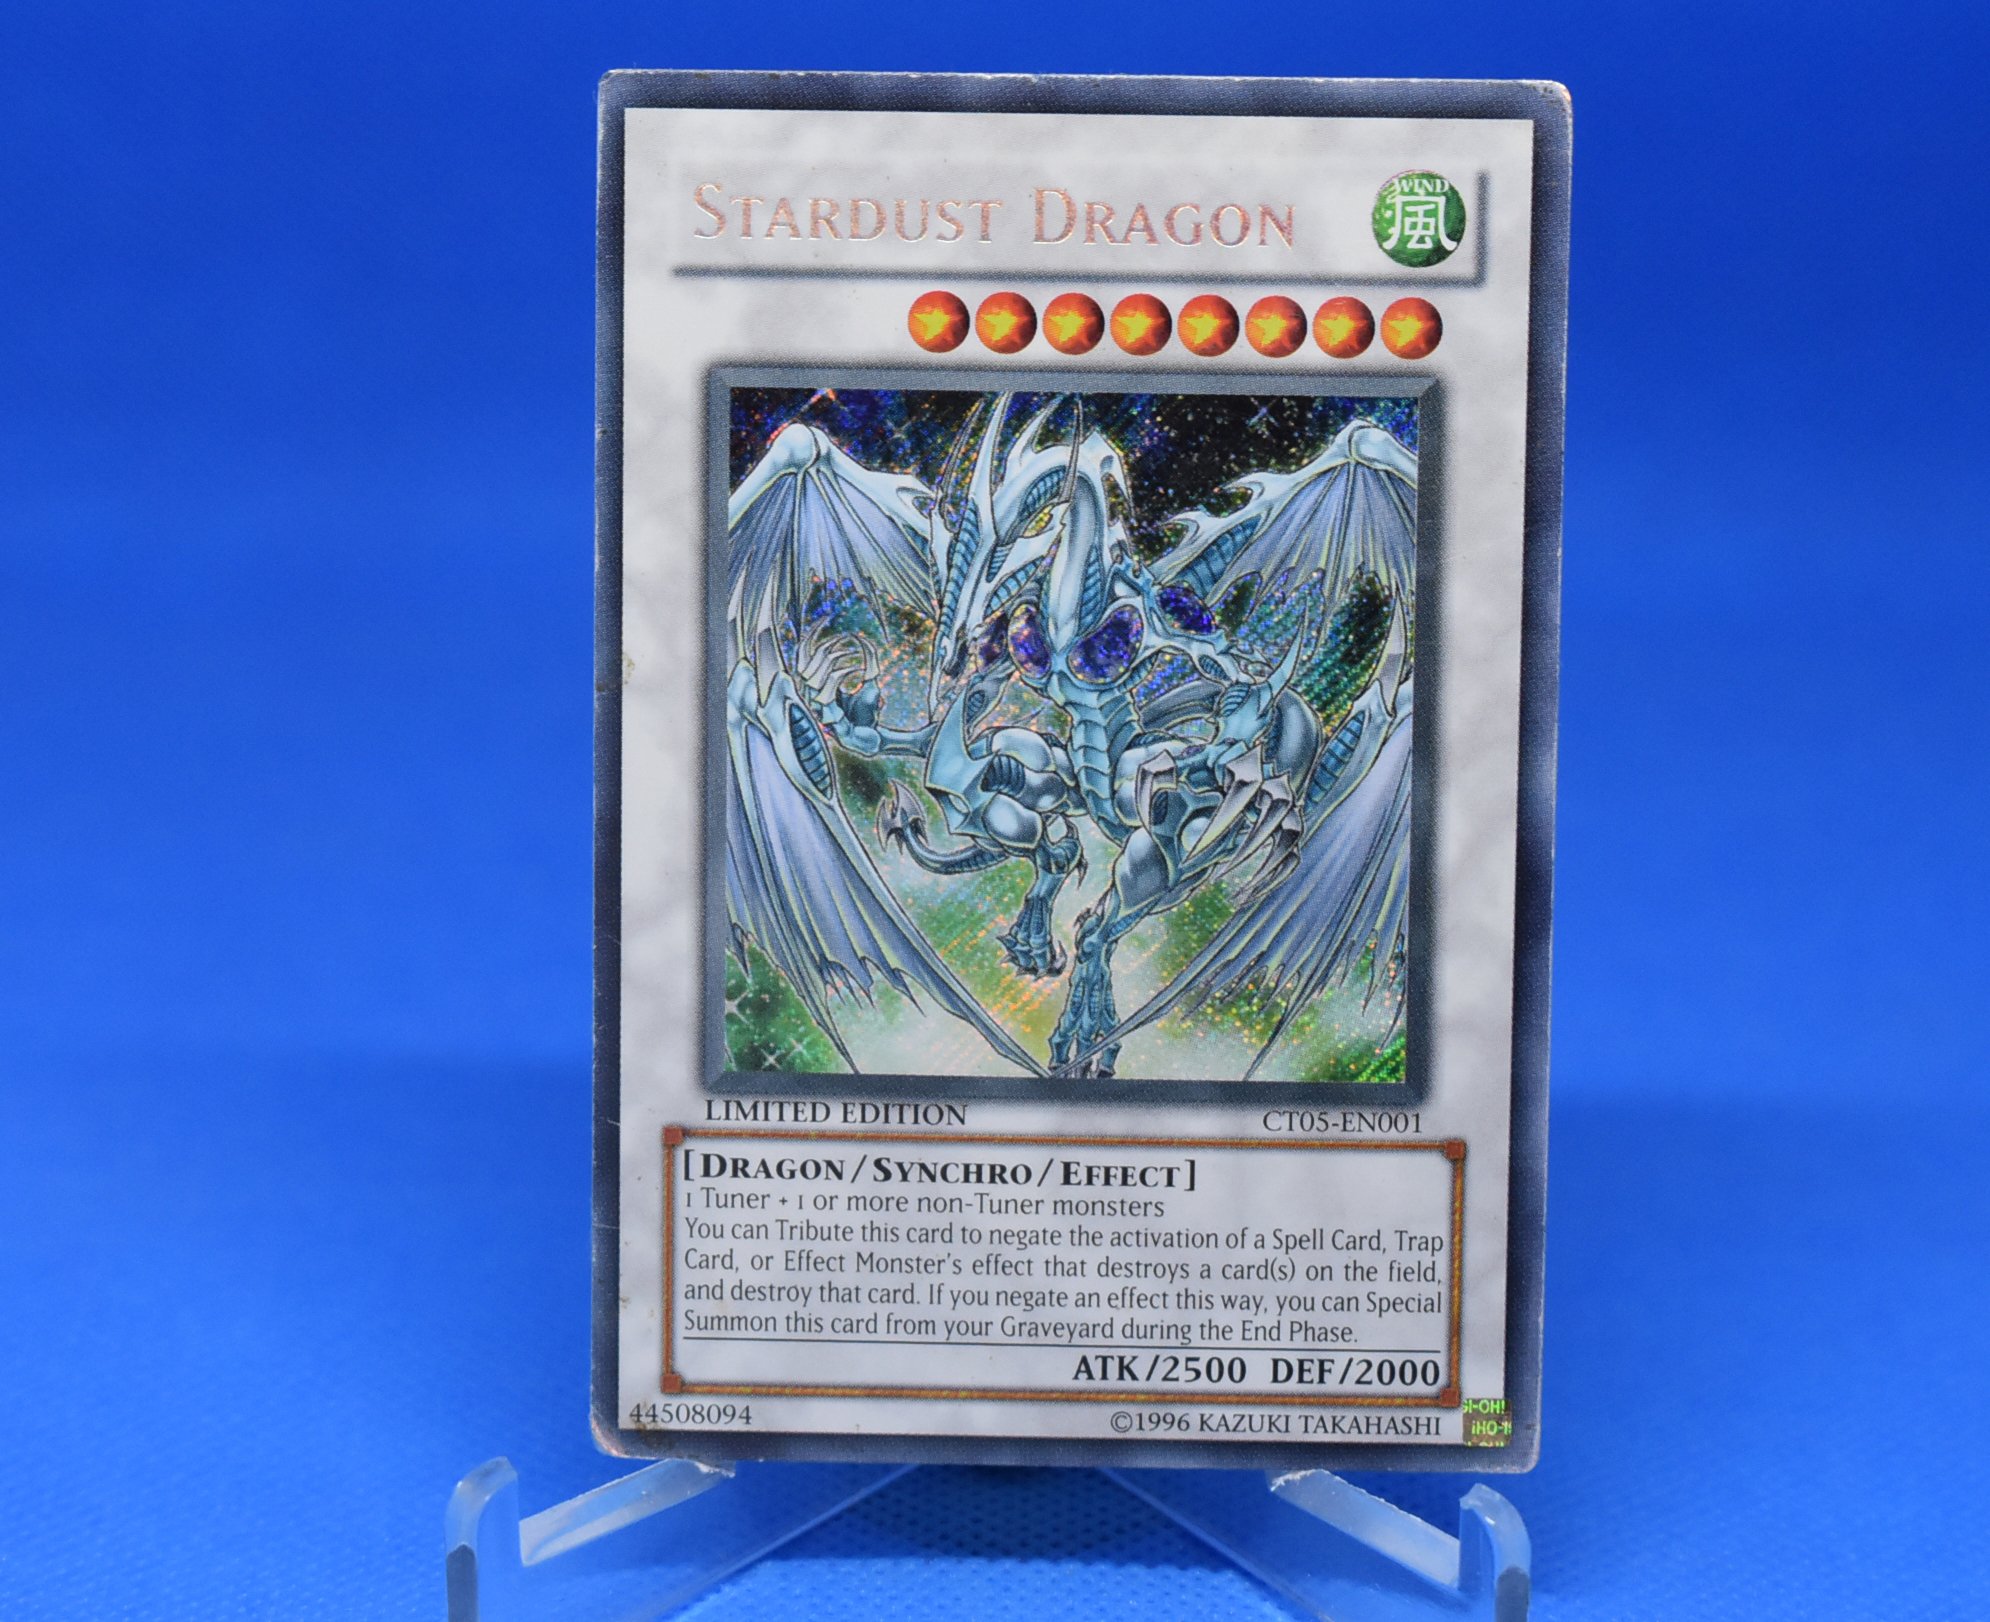 STARDUST DRAGON
WIND
風
LIMITED EDITION
CT05-EN001
[DRAGON/SYNCHRO/EFFECT]
1 Tuner + 1 or more non-Tuner monsters
You can Tribute this card to negate the activation of a Spell Card, Trap
Card, or Effect Monster's effect that destroys a card(s) on the field,
and destroy that card. If you negate an effect this way, you can Special
Summon this card from your Graveyard during the End Phase.
ATK/2500 DEF/2000
44508094
©1996 KAZUKI TAKAHASHI